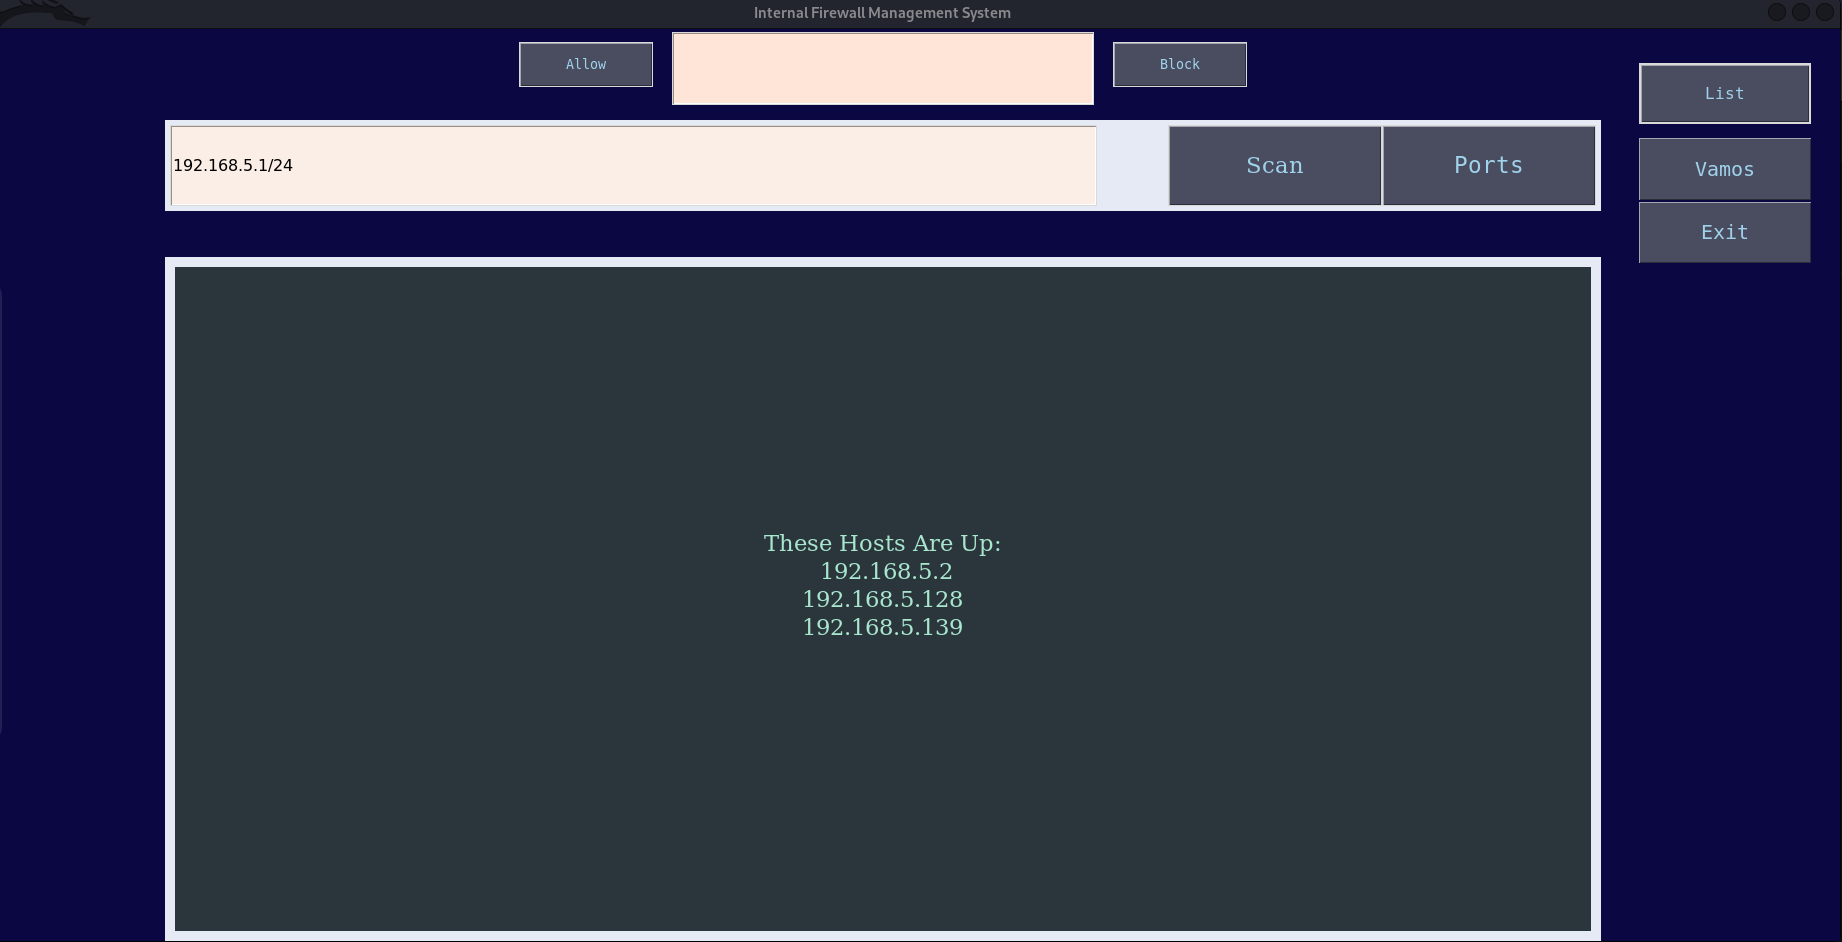 Internal Firewall Management System
Allow
Block
List
192.168.5.1/24
Scan
Ports
Vamos
Exit
These Hosts Are Up:
192.168.5.2
192.168.5.128
192.168.5.139